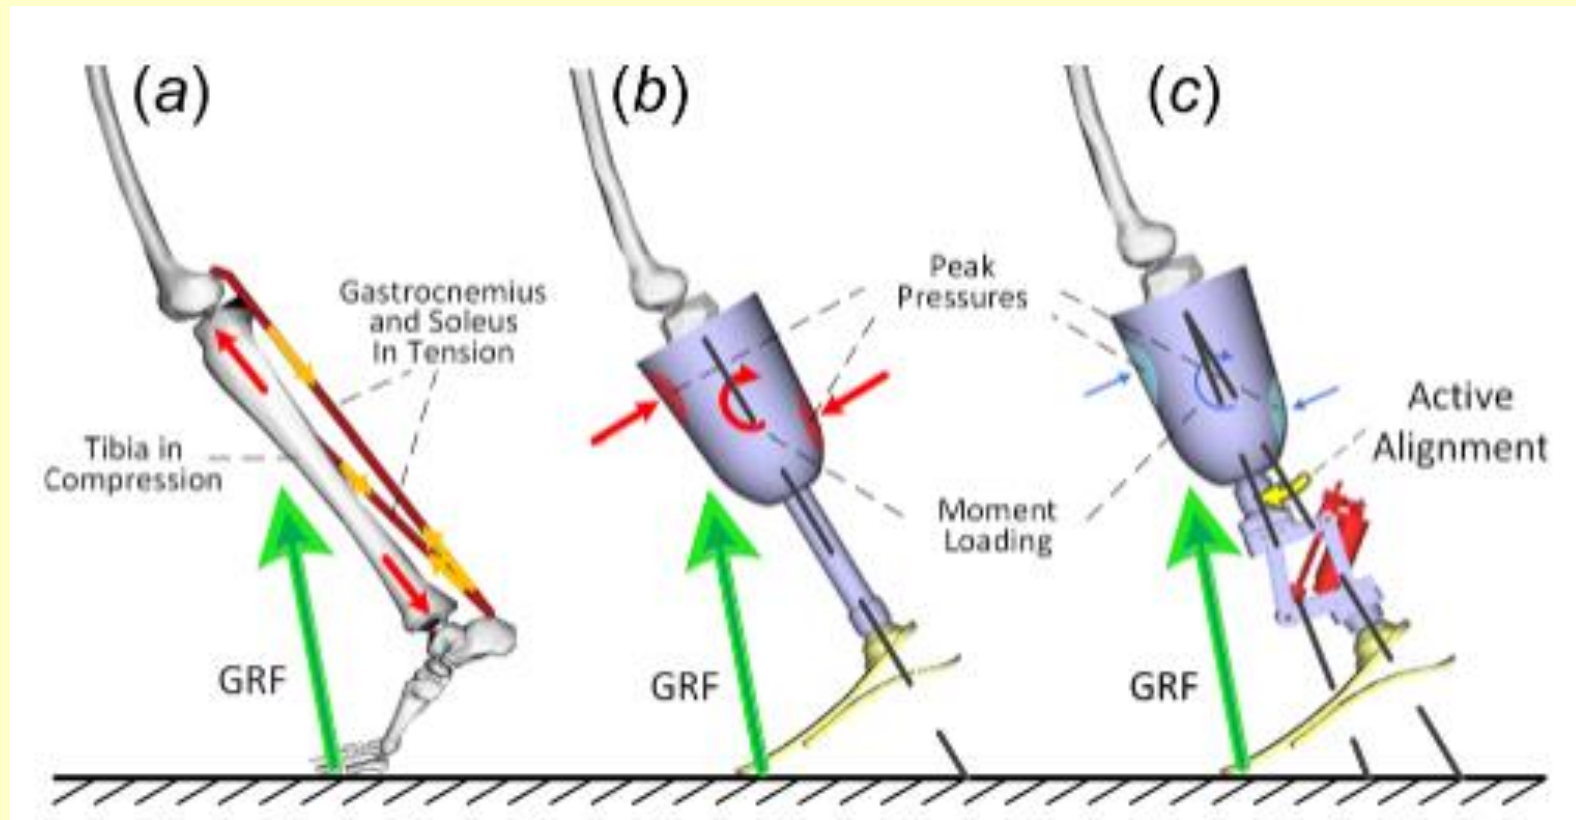 (a)
(b)
(c)
Gastrocnemius
and Soleus
In Tension
Peak
Pressures
Tibia in
Compression
Active
Alignment
Moment
Loading
GRF
GRF
GRF